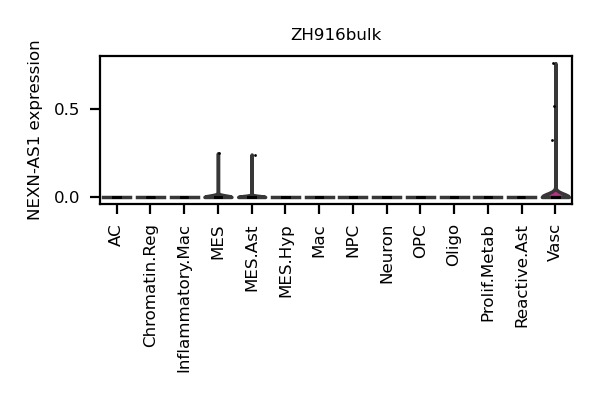 ZH916bulk
NEXN-AS1 expression
0.5
0.0
AC
Chromatin.Reg
Inflammatory.Mac
MES
MES.Ast
MES.Hyp
Mac
NPC
Neuron
OPC
Oligo
Prolif.Metab
Reactive.Ast
Vasc